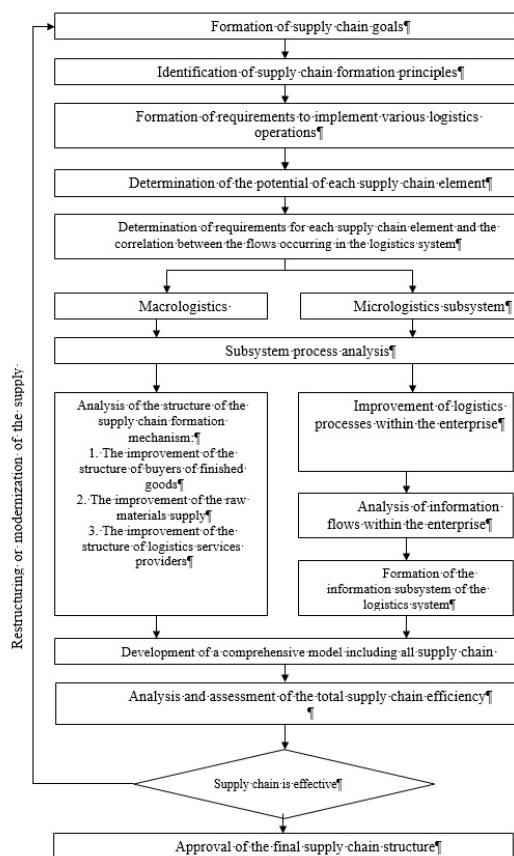 Formation·of·supply·chain·goals¶
Identification·of·supply·chain·formation·principles¶
Formation·of·requirements·to·implement·various·logistics·
operations¶
Determination·of·the·potential·of·each·supply·chain·element¶
Determination·of·requirements·for·each·supply·chain·element·and·the·
correlation·between·the·flows·occurring·in·the·logistics·system¶
Macrologistics·
Micrologistics·subsystem¶
Subsystem·process·analysis¶
Analysis·of·the·structure·of·the·
supply·chain·formation·
mechanism:¶
1.·The·improvement·of·the·
structure·of·buyers·of·finished·
goods¶
2.·The·improvement·of·the·raw·
materials·supply¶
3.·The·improvement·of·the·
structure·of·logistics·services·
providers¶
Improvement·of·logistics·
processes·within·the·enterprise¶
Analysis·of·information·
flows·within·the·enterprise¶
Formation·of·the·
information·subsystem·of·the·
logistics·system¶
Development·of·a·comprehensive·model·including·all·supply·chain·
Analysis·and·assessment·of·the·total·supply·chain·efficiency¶
¶
Supply·chain·is·effective¶
Approval·of·the·final·supply·chain·structure¶
Restructuring·or·modernization·of·the·supply·